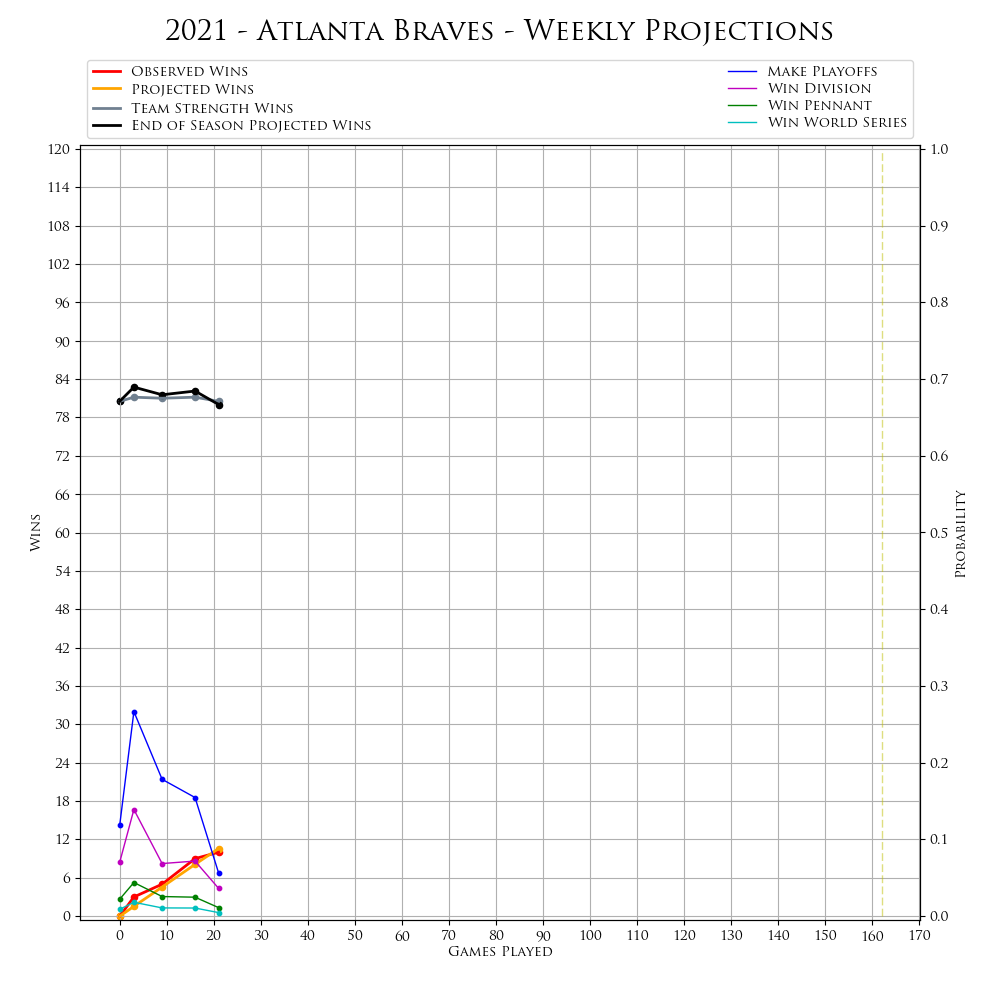 2021 - Atlanta Braves - Weekly Projections
Observed Wins
Projected Wins
Team Strength Wins
End of Season Projected Wins
Make Playoffs
Win Division
Win Pennant
Win World Series
120
114
108
102
96
90
84
78
72
66
60
54
48
42
36
30
24
18
12
6
0
Wins
1.0
0.9
0.8
0.7
0.6
0.5
0.4
0.3
0.2
0.1
0.0
Probability
0 10 20 30 40 50 60 70 80 90 100 110 120 130 140 150 160 170
Games Played